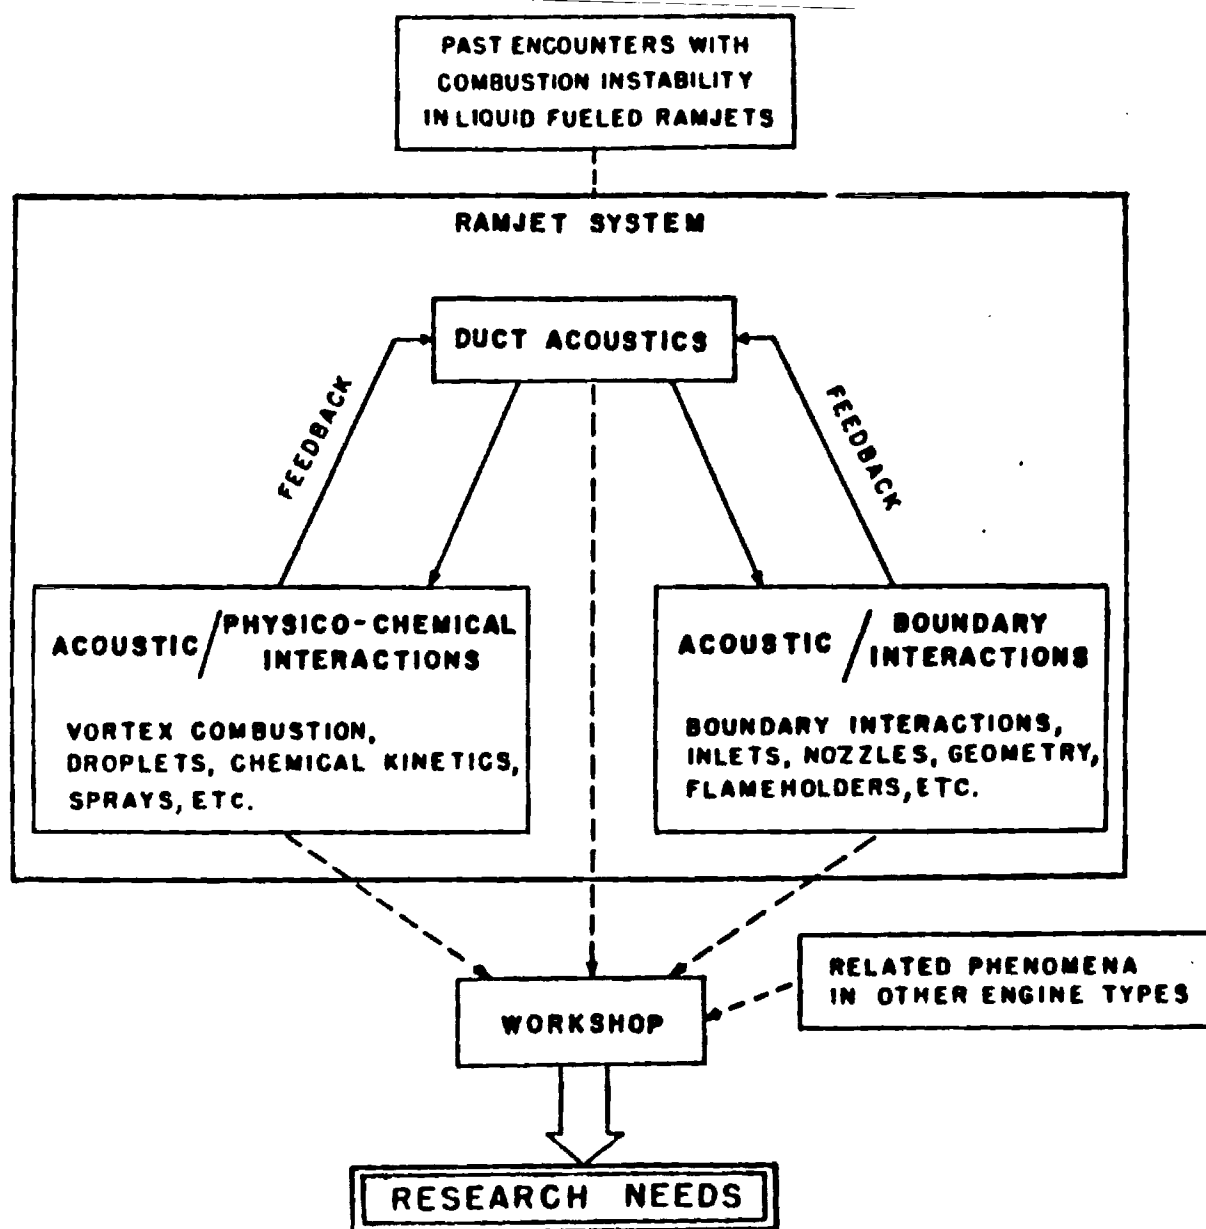 PAST ENCOUNTERS WITH
COMBUSTION INSTABILITY
IN LIQUID FUELED RAMJETS
RAMJET SYSTEM
DUCT ACOUSTICS
FEEDBACK
FEEDBACK
ACOUSTIC / PHYSICO-CHEMICAL
INTERACTIONS
VORTEX COMBUSTION,
DROPLETS, CHEMICAL KINETICS,
SPRAYS, ETC.
ACOUSTIC / BOUNDARY
INTERACTIONS
BOUNDARY INTERACTIONS,
INLETS, NOZZLES, GEOMETRY,
FLAMEHOLDERS, ETC.
RELATED PHENOMENA
IN OTHER ENGINE TYPES
WORKSHOP
RESEARCH NEEDS